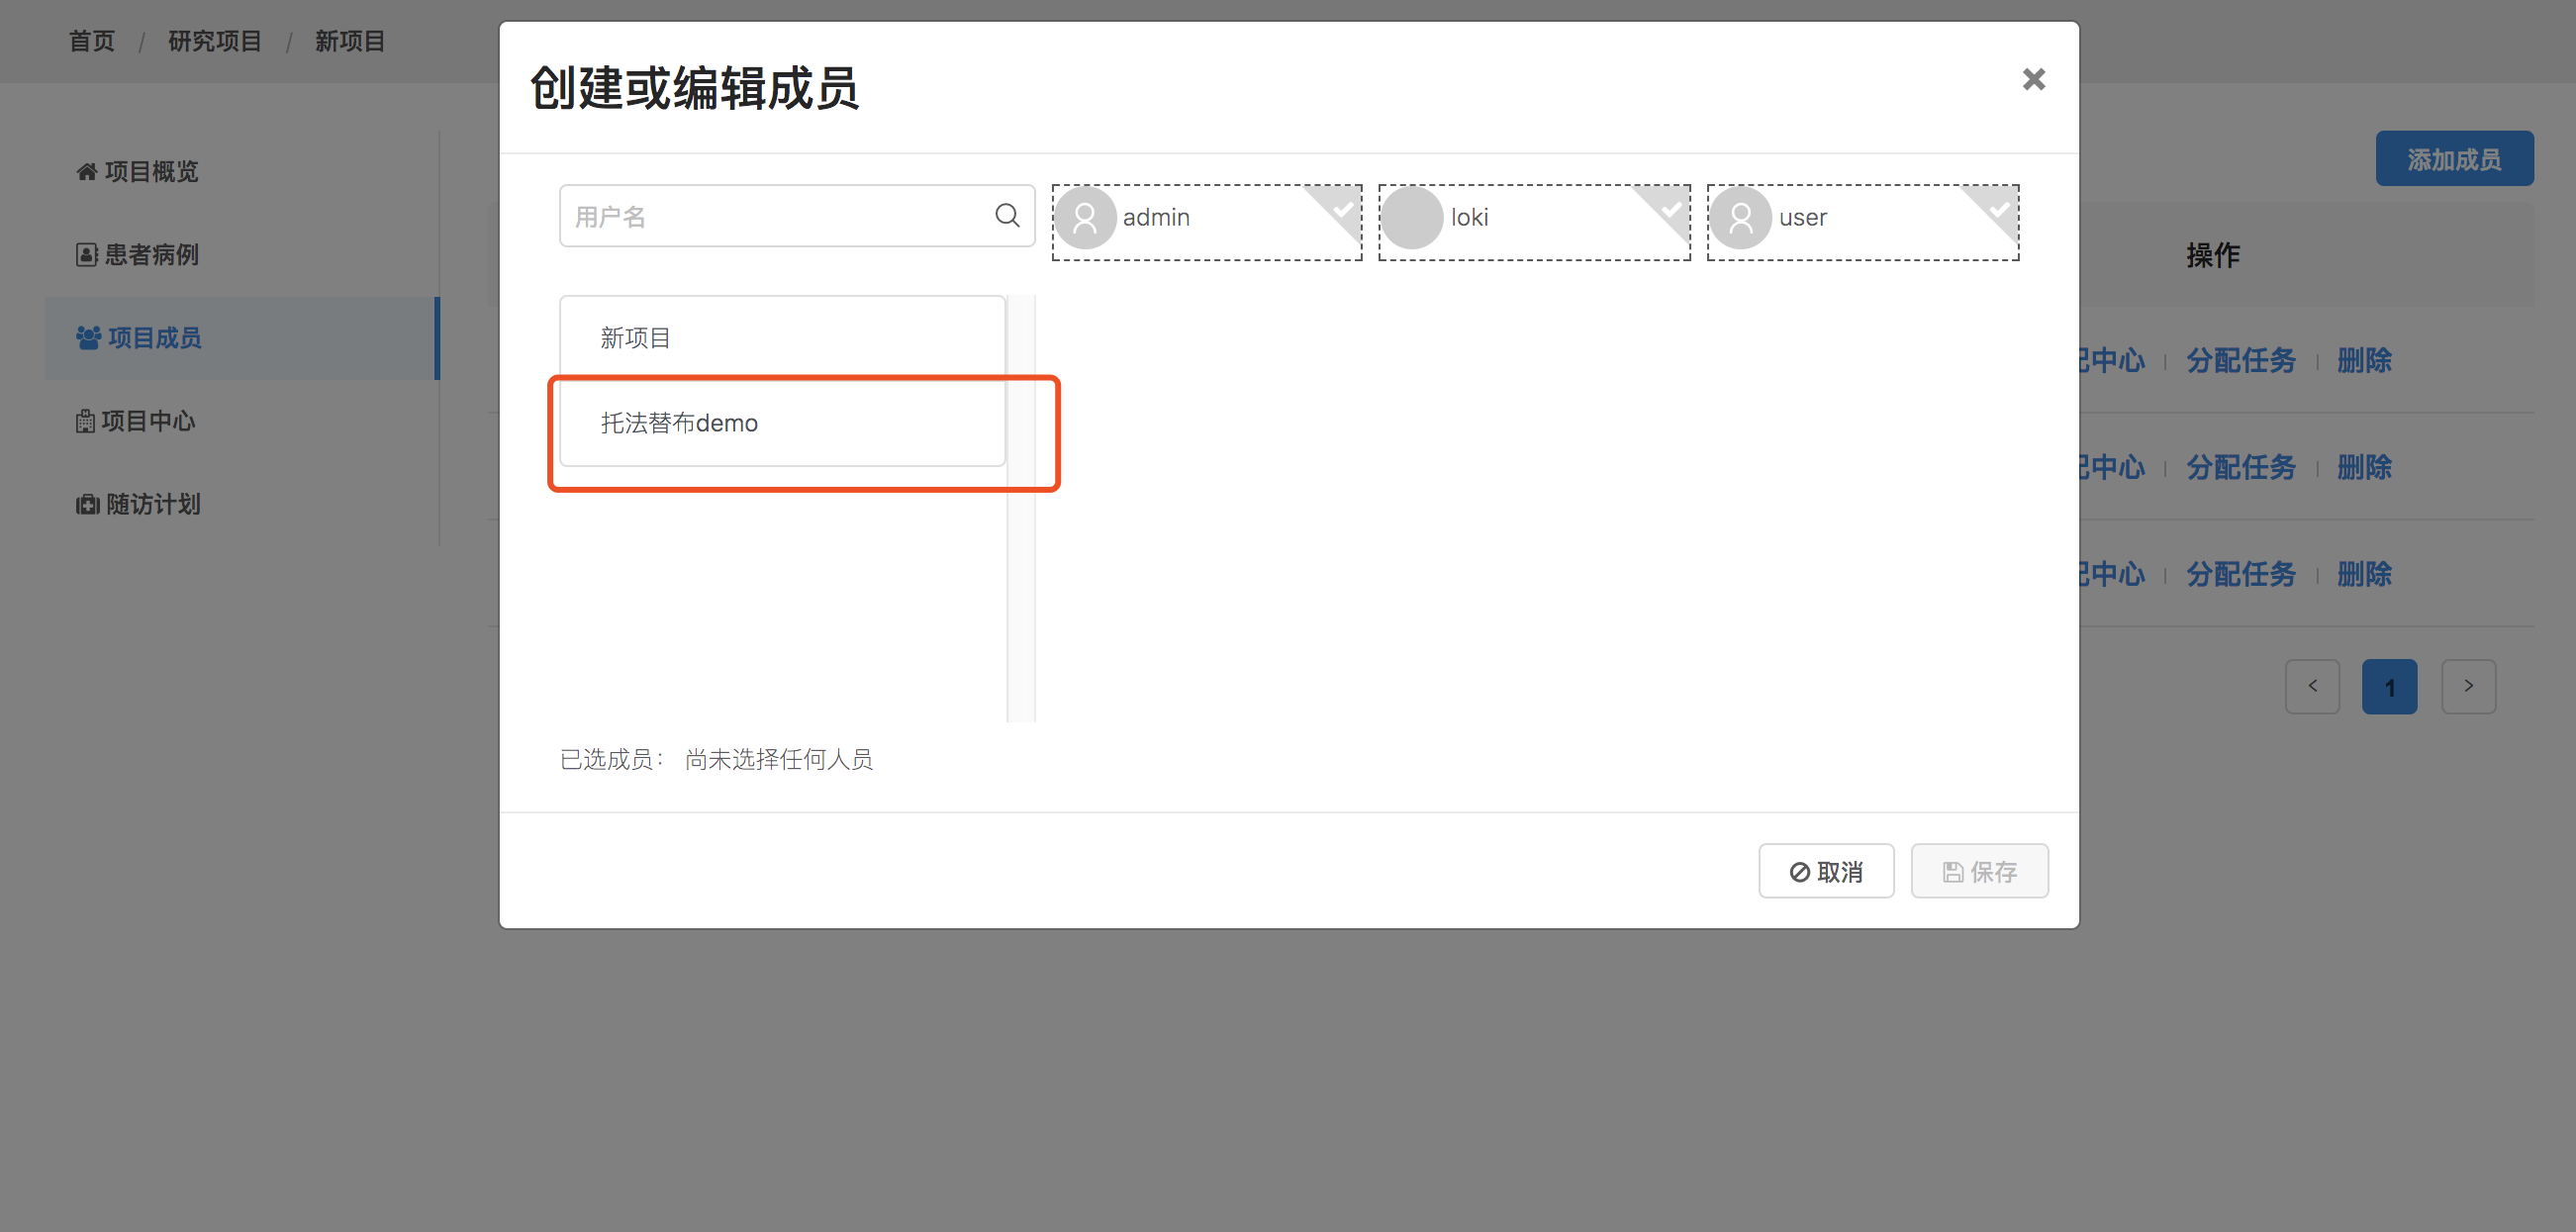 首页 / 研究项目 / 新项目
创建或编辑成员
添加成员
项目概览
患者病例
项目成员
项目中心
随访计划
用户名
admin
loki
user
新项目
托法替布demo
操作
中心 分配任务 删除
中心 分配任务 删除
中心 分配任务 删除
< 1 >
已选成员： 尚未选择任何人员
取消 保存